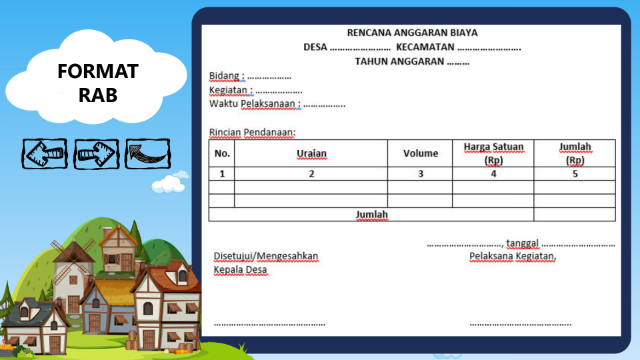 FORMAT
RAB
RENCANA ANGGARAN BIAYA
DESA ..................... KECAMATAN ......................
TAHUN ANGGARAN ........
Bidang : ................
Kegiatan : .................
Waktu Pelaksanaan : ...............
Rincian Pendanaan:
No. Uraian Volume Harga Satuan (Rp) Jumlah (Rp)
1 2 3 4 5
Jumlah
..........................., tanggal ...........................
Disetujui/Mengesahkan Pelaksana Kegiatan,
Kepala Desa
........................................ ....................................